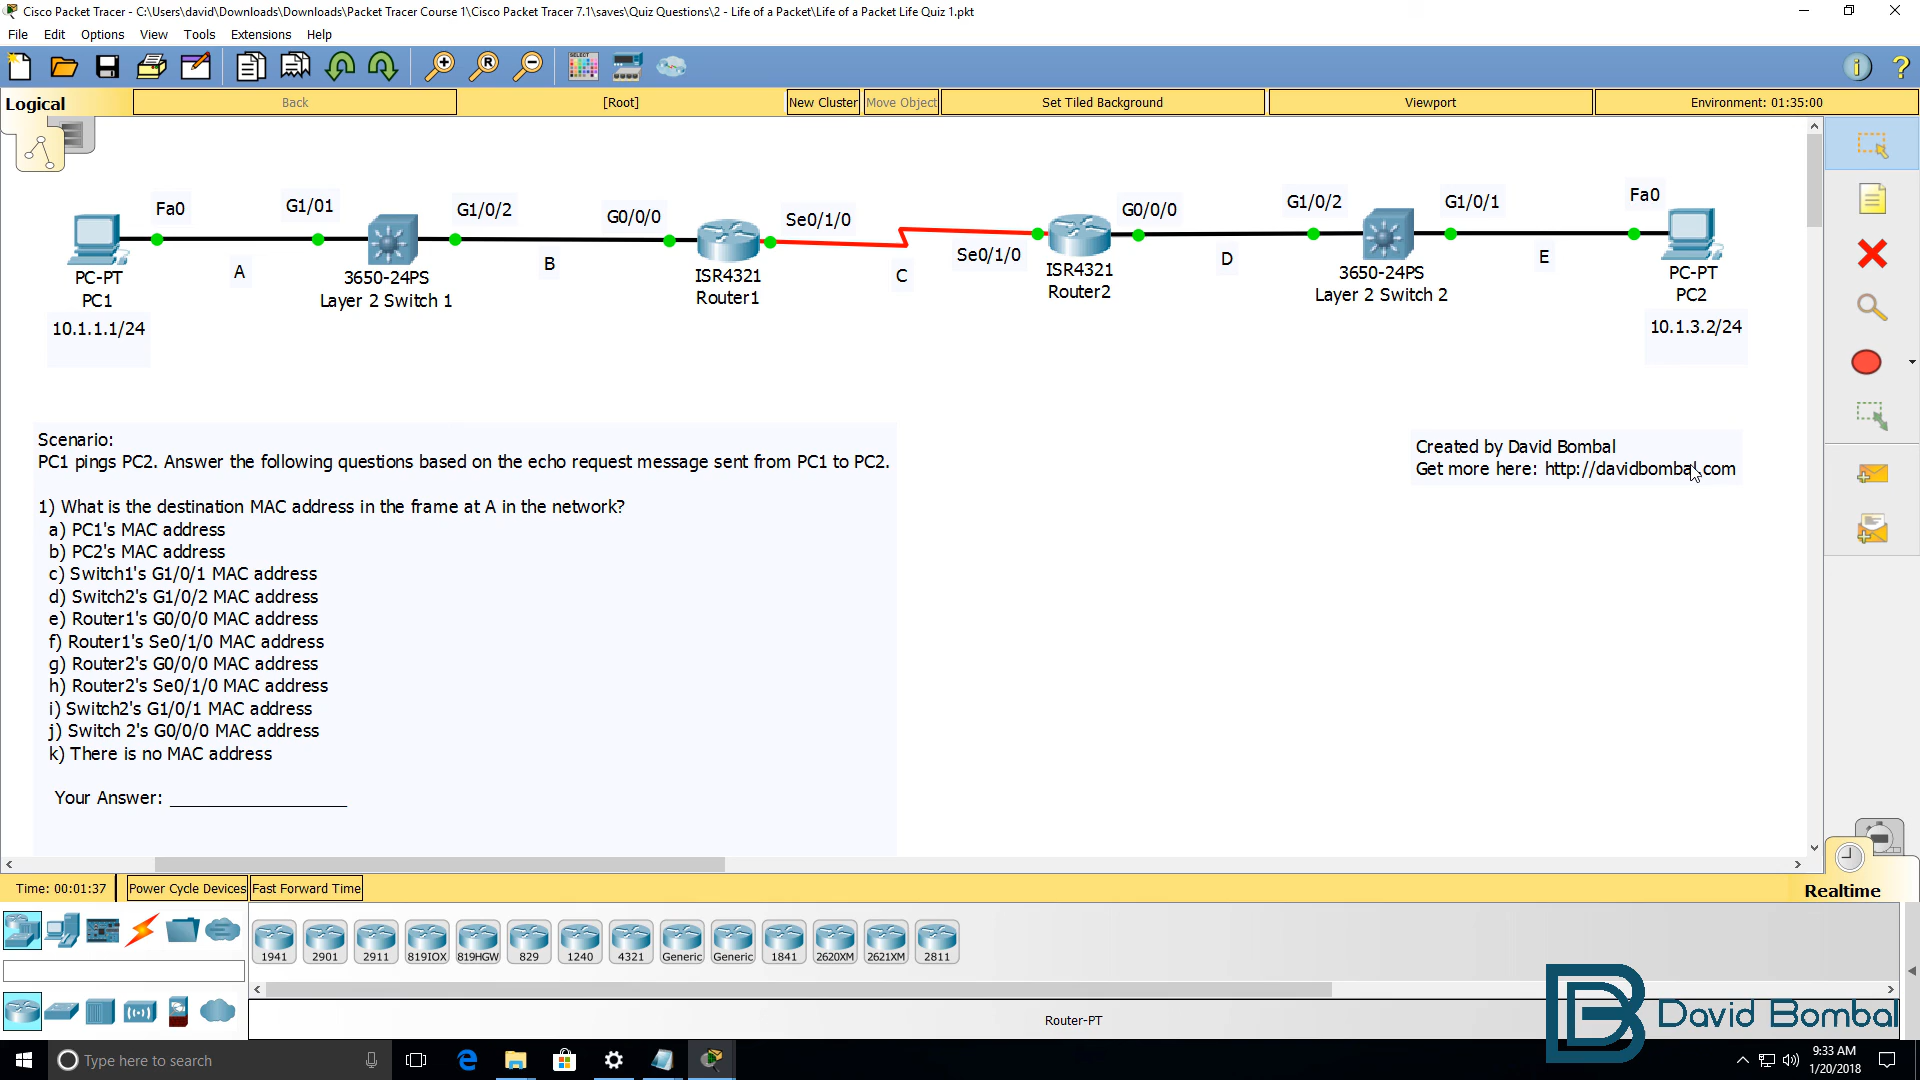 Cisco Packet Tracer - C:\Users\david\Downloads\Downloads\Packet Tracer Course 1\Cisco Packet Tracer 7.1\saves\Quiz Questions\2 - Life of a Packet\Life of a Packet Life Quiz 1.pkt
File Edit Options View Tools Extensions Help
Logical Back [Root] New Cluster Move Object Set Tiled Background Viewport Environment: 01:35:00
Fa0 G1/01 G1/0/2 G0/0/0 Se0/1/0 G0/0/0 G1/0/2 G1/0/1 Fa0
A B C Se0/1/0 D E
PC-PT
PC1
10.1.1.1/24
3650-24PS
Layer 2 Switch 1
ISR4321
Router1
ISR4321
Router2
3650-24PS
Layer 2 Switch 2
PC-PT
PC2
10.1.3.2/24
Scenario:
PC1 pings PC2. Answer the following questions based on the echo request message sent from PC1 to PC2.
1) What is the destination MAC address in the frame at A in the network?
a) PC1's MAC address
b) PC2's MAC address
c) Switch1's G1/0/1 MAC address
d) Switch2's G1/0/2 MAC address
e) Router1's G0/0/0 MAC address
f) Router1's Se0/1/0 MAC address
g) Router2's G0/0/0 MAC address
h) Router2's Se0/1/0 MAC address
i) Switch2's G1/0/1 MAC address
j) Switch 2's G0/0/0 MAC address
k) There is no MAC address
Your Answer: ____________________
Created by David Bombal
Get more here: http://davidbombal.com
Time: 00:01:37 Power Cycle Devices Fast Forward Time Realtime
1941 2901 2911 819IOX 819HGW 829 1240 4321 Generic Generic 1841 2620XM 2621XM 2811
Router-PT
David Bombal
Type here to search
9:33 AM
1/20/2018